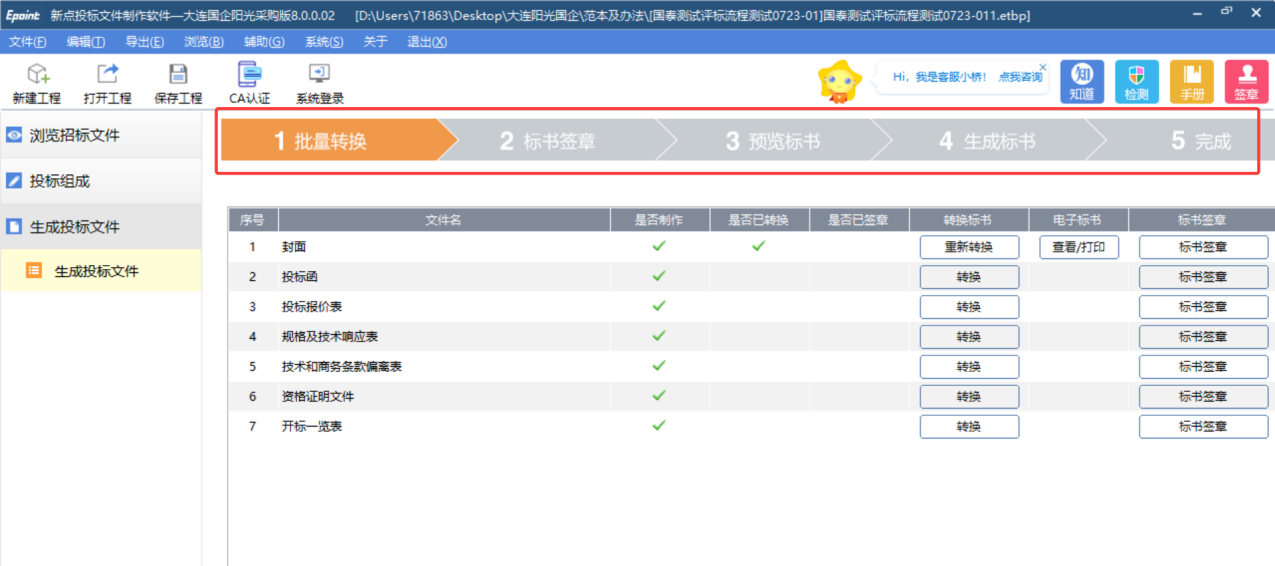 Epoint 新点投标文件制作软件—大连国企阳光采购版8.0.0.02 [D:\Users\71863\Desktop\大连阳光国企\范本及办法\[国泰测试评标流程测试0723-01]国泰测试评标流程测试0723-011.etbp]
文件(F) 编辑(T) 导出(E) 浏览(B) 辅助(G) 系统(S) 关于 退出(X)
新建工程 打开工程 保存工程 CA认证 系统登录
Hi，我是客服小桥！ 点我咨询
知
知道 检测 手册 签章
浏览招标文件
投标组成
生成投标文件
生成投标文件
1 批量转换 2 标书签章 3 预览标书 4 生成标书 5 完成
序号 文件名 是否制作 是否已转换 是否已签章 转换标书 电子标书 标书签章
1 封面 重新转换 查看/打印 标书签章
2 投标函 转换 标书签章
3 投标报价表 转换 标书签章
4 规格及技术响应表 转换 标书签章
5 技术和商务条款偏离表 转换 标书签章
6 资格证明文件 转换 标书签章
7 开标一览表 转换 标书签章